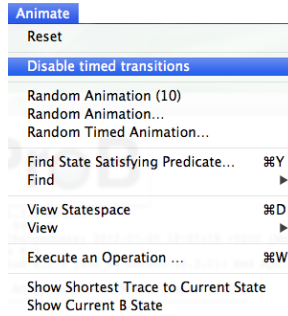 Animate
Reset
Disable timed transitions
Random Animation (10)
Random Animation...
Random Timed Animation...
Find State Satisfying Predicate... ⌘Y
Find ▶
View Statespace ⌘D
View ▶
Execute an Operation ... ⌘W
Show Shortest Trace to Current State
Show Current B State